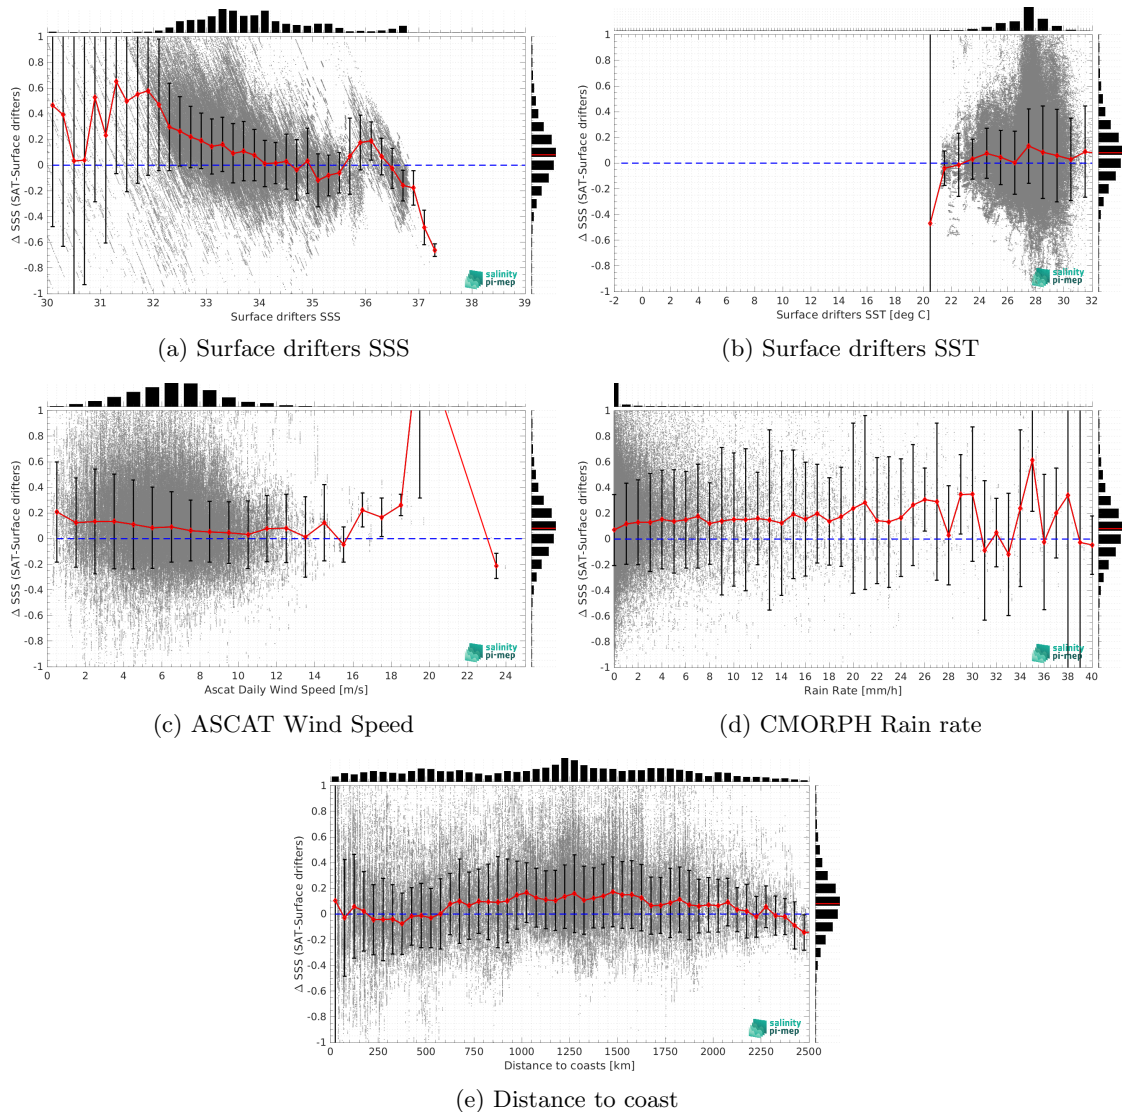 1
0.8
0.6
0.4
0.2
0
-0.2
-0.4
-0.6
-0.8
-1
Δ SSS (SAT-Surface drifters)
30 31 32 33 34 35 36 37 38 39
Surface drifters SSS
salinity
pi-mep
(a) Surface drifters SSS
1
0.8
0.6
0.4
0.2
0
-0.2
-0.4
-0.6
-0.8
-1
Δ SSS (SAT-Surface drifters)
-2 0 2 4 6 8 10 12 14 16 18 20 22 24 26 28 30 32
Surface drifters SST [deg C]
salinity
pi-mep
(b) Surface drifters SST
1
0.8
0.6
0.4
0.2
0
-0.2
-0.4
-0.6
-0.8
-1
Δ SSS (SAT-Surface drifters)
0 2 4 6 8 10 12 14 16 18 20 22 24
Ascat Daily Wind Speed [m/s]
salinity
pi-mep
(c) ASCAT Wind Speed
1
0.8
0.6
0.4
0.2
0
-0.2
-0.4
-0.6
-0.8
-1
Δ SSS (SAT-Surface drifters)
0 2 4 6 8 10 12 14 16 18 20 22 24 26 28 30 32 34 36 38 40
Rain Rate [mm/h]
salinity
pi-mep
(d) CMORPH Rain rate
1
0.8
0.6
0.4
0.2
0
-0.2
-0.4
-0.6
-0.8
-1
Δ SSS (SAT-Surface drifters)
0 250 500 750 1000 1250 1500 1750 2000 2250 2500
Distance to coasts [km]
salinity
pi-mep
(e) Distance to coast